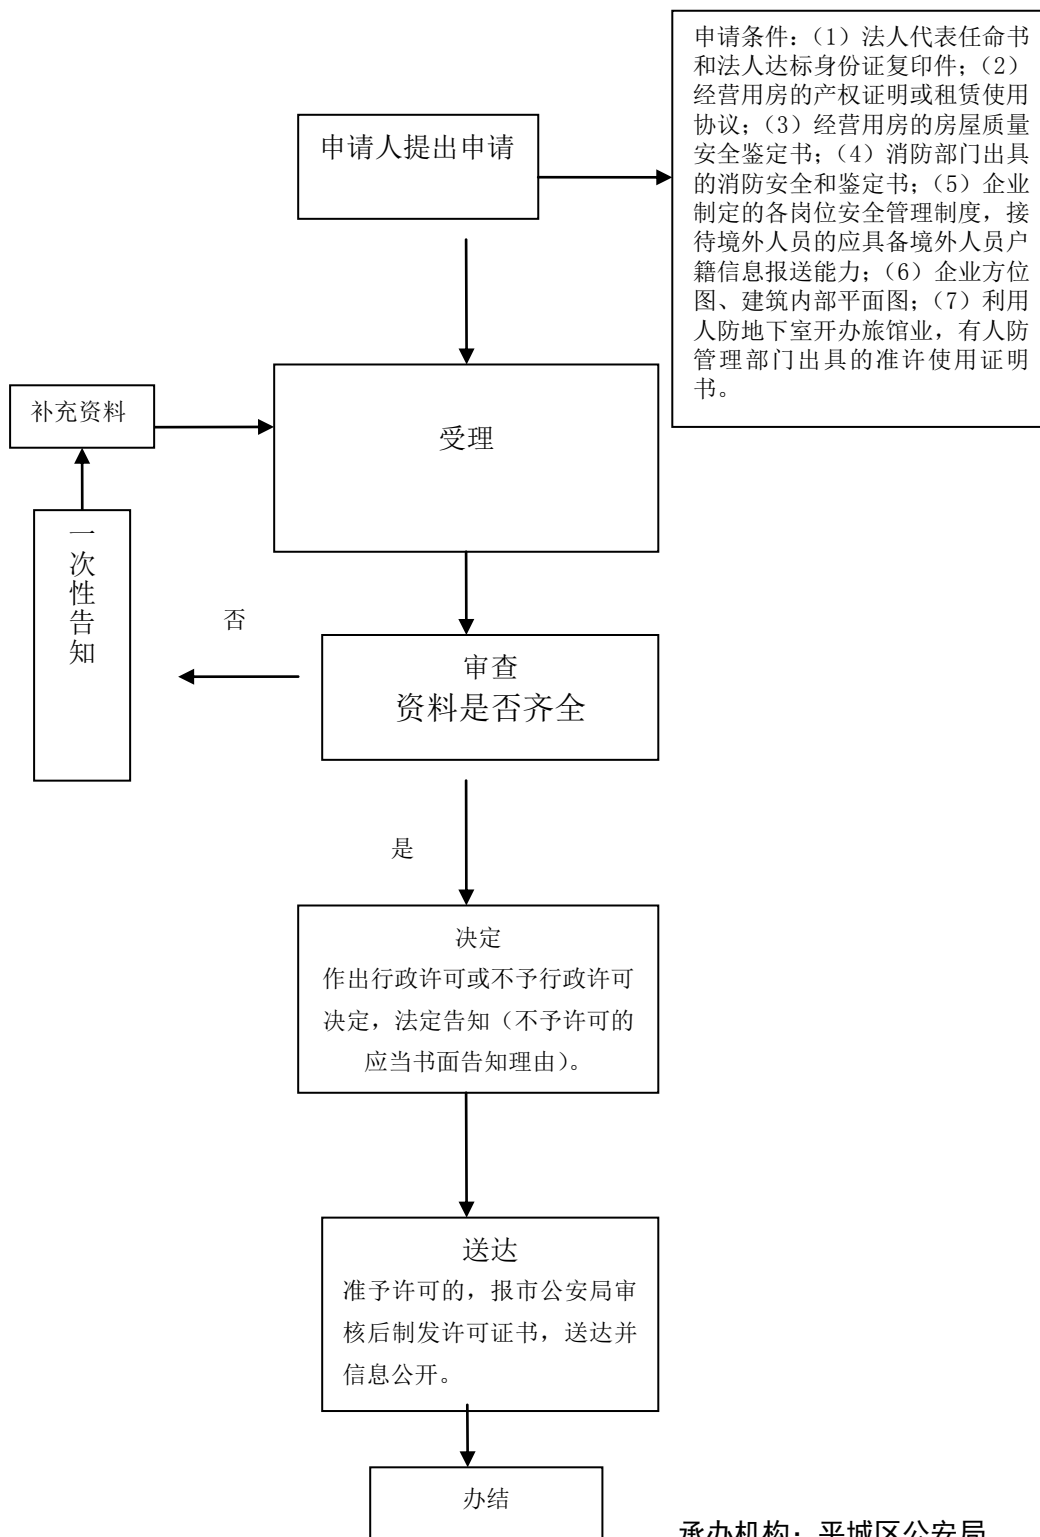 申请人提出申请
申请条件：（1）法人代表任命书
和法人达标身份证复印件；（2）
经营用房的产权证明或租赁使用
协议；（3）经营用房的房屋质量
安全鉴定书；（4）消防部门出具
的消防安全和鉴定书；（5）企业
制定的各岗位安全管理制度，接
待境外人员的应具备境外人员户
籍信息报送能力；（6）企业方位
图、建筑内部平面图；（7）利用
人防地下室开办旅馆业，有人防
管理部门出具的准许使用证明
书。
补充资料
受理
一次性告知
否
审查
资料是否齐全
是
决定
作出行政许可或不予行政许可
决定，法定告知（不予许可的
应当书面告知理由）。
送达
准予许可的，报市公安局审
核后制发许可证书，送达并
信息公开。
办结
承办机构：平城区公安局